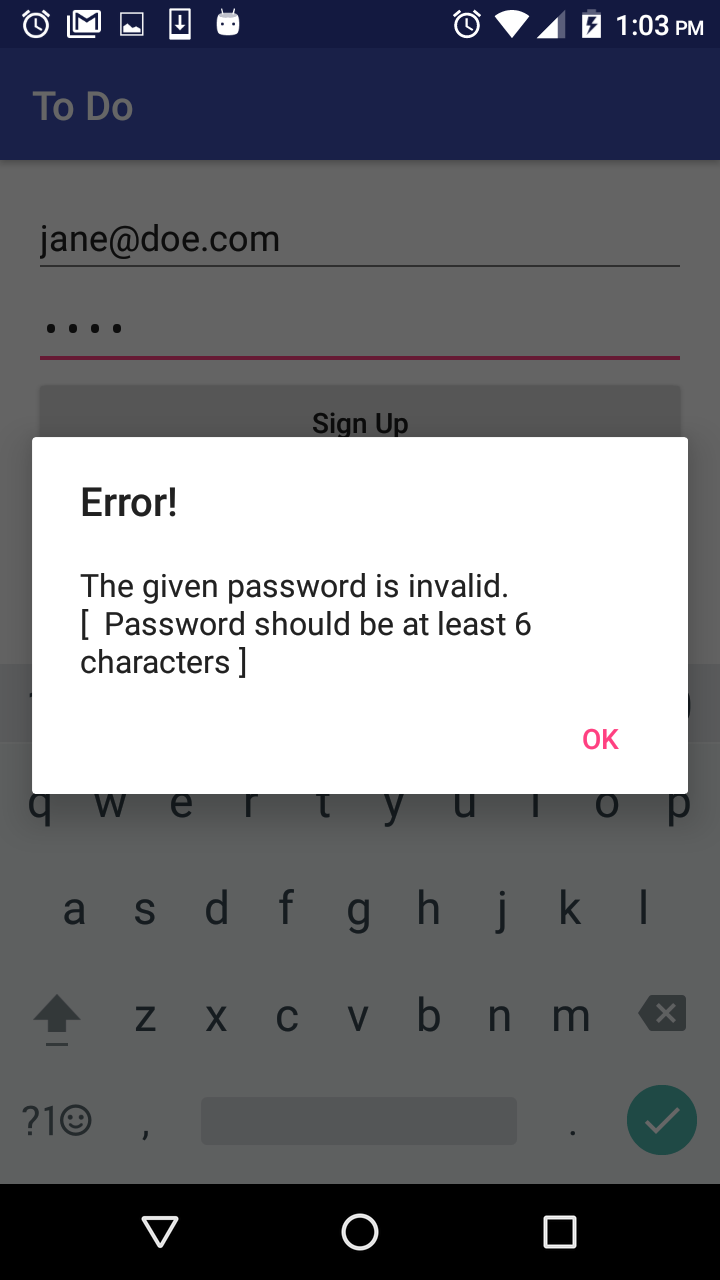 1:03 PM
To Do
jane@doe.com
••••
Sign Up
Error!
The given password is invalid.
[  Password should be at least 6
characters ]
OK
q w e r t y u i o p
a s d f g h j k l
z x c v b n m
?1☺ , .